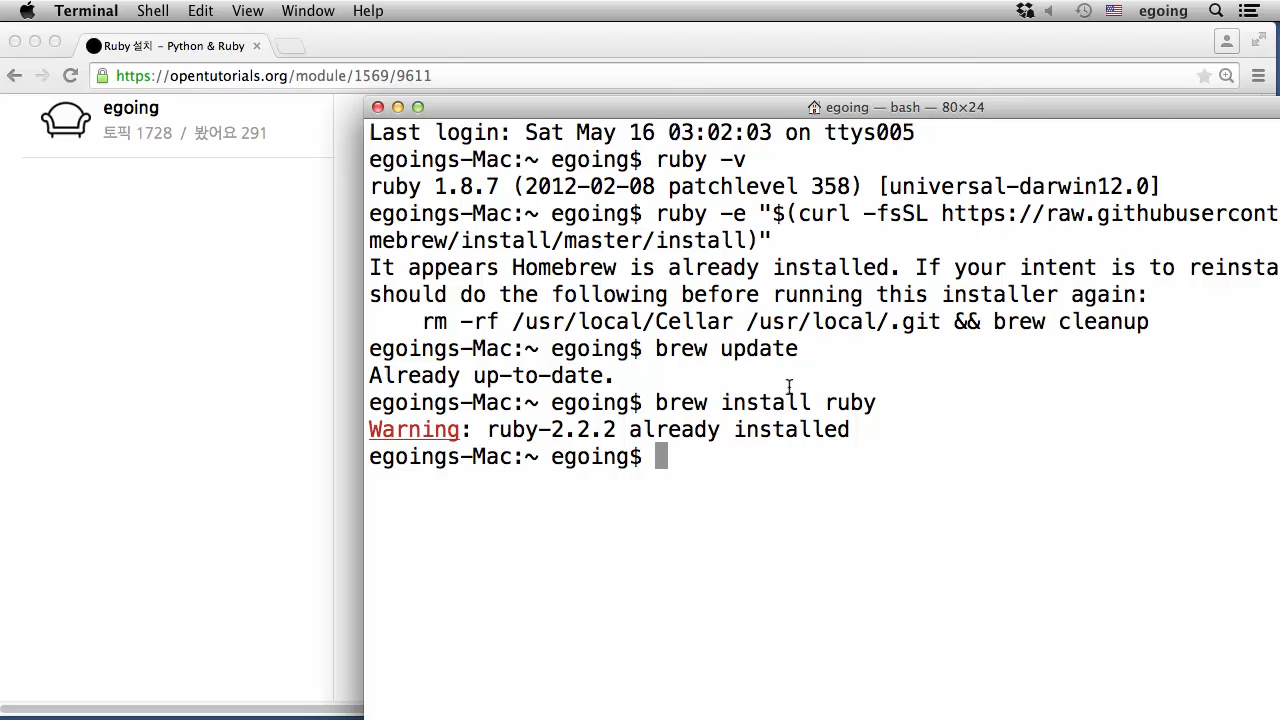 Terminal Shell Edit View Window Help egoing
Ruby 설치 - Python & Ruby
https://opentutorials.org/module/1569/9611
egoing
토픽 1728 / 봤어요 291
egoing — bash — 80×24
Last login: Sat May 16 03:02:03 on ttys005
egoings-Mac:~ egoing$ ruby -v
ruby 1.8.7 (2012-02-08 patchlevel 358) [universal-darwin12.0]
egoings-Mac:~ egoing$ ruby -e "$(curl -fsSL https://raw.githubusercont
mebrew/install/master/install)"
It appears Homebrew is already installed. If your intent is to reinsta
should do the following before running this installer again:
rm -rf /usr/local/Cellar /usr/local/.git && brew cleanup
egoings-Mac:~ egoing$ brew update
Already up-to-date.
egoings-Mac:~ egoing$ brew install ruby
Warning: ruby-2.2.2 already installed
egoings-Mac:~ egoing$